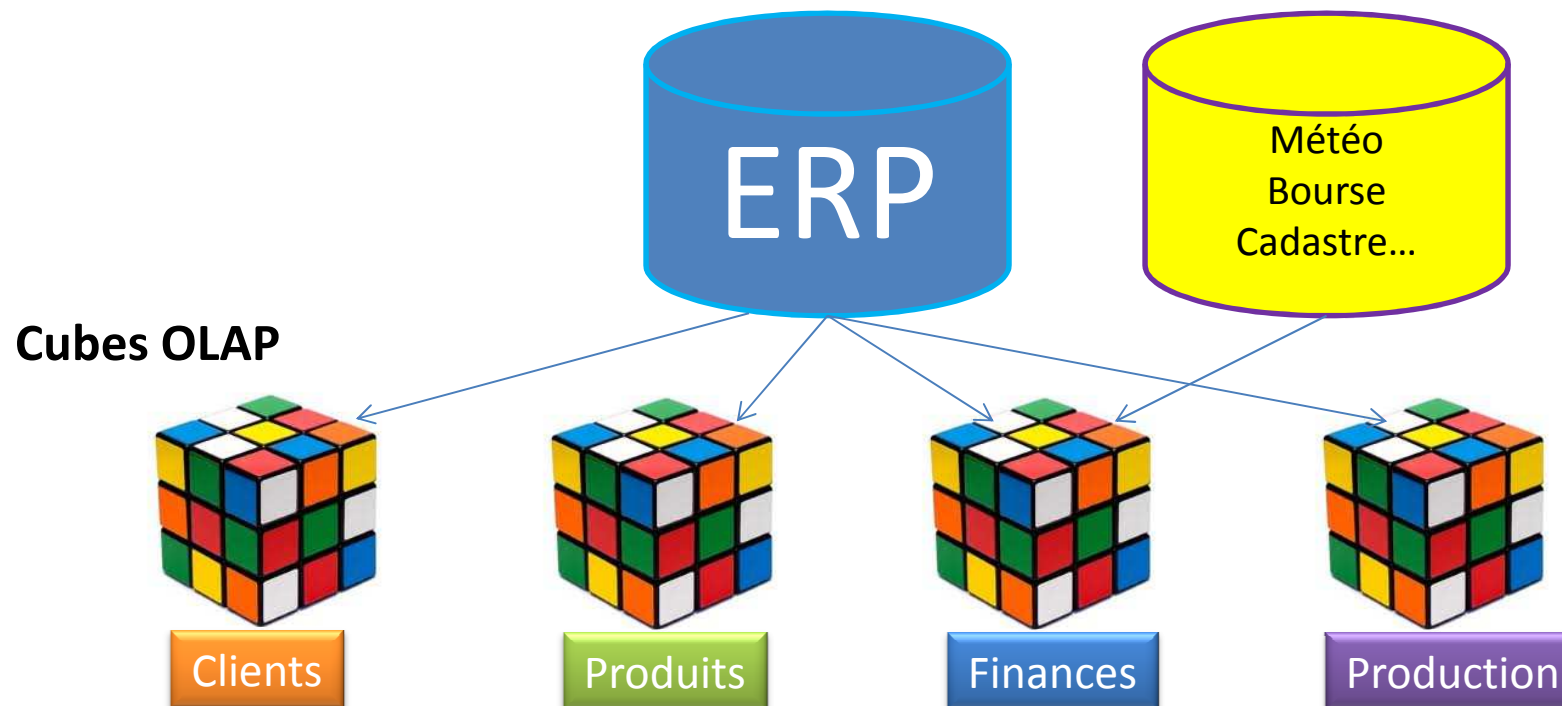 ERP
Météo
Bourse
Cadastre…
Cubes OLAP
Clients
Produits
Finances
Production